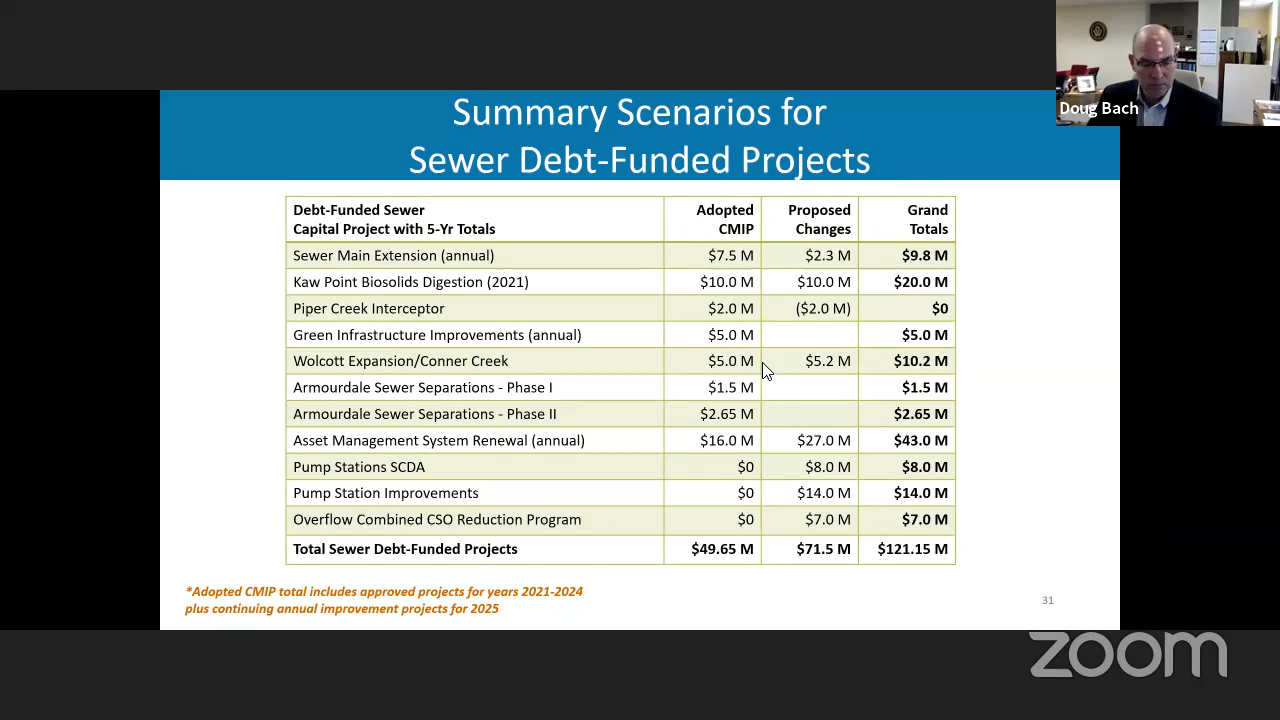 Doug Bach
Summary Scenarios for
Sewer Debt-Funded Projects
Debt-Funded Sewer
Capital Project with 5-Yr Totals
Adopted
CMIP
Proposed
Changes
Grand
Totals
Sewer Main Extension (annual) $7.5 M $2.3 M $9.8 M
Kaw Point Biosolids Digestion (2021) $10.0 M $10.0 M $20.0 M
Piper Creek Interceptor $2.0 M ($2.0 M) $0
Green Infrastructure Improvements (annual) $5.0 M $5.0 M
Wolcott Expansion/Conner Creek $5.0 M $5.2 M $10.2 M
Armourdale Sewer Separations - Phase I $1.5 M $1.5 M
Armourdale Sewer Separations - Phase II $2.65 M $2.65 M
Asset Management System Renewal (annual) $16.0 M $27.0 M $43.0 M
Pump Stations SCDA $0 $8.0 M $8.0 M
Pump Station Improvements $0 $14.0 M $14.0 M
Overflow Combined CSO Reduction Program $0 $7.0 M $7.0 M
Total Sewer Debt-Funded Projects $49.65 M $71.5 M $121.15 M
*Adopted CMIP total includes approved projects for years 2021-2024
plus continuing annual improvement projects for 2025
31
zoom